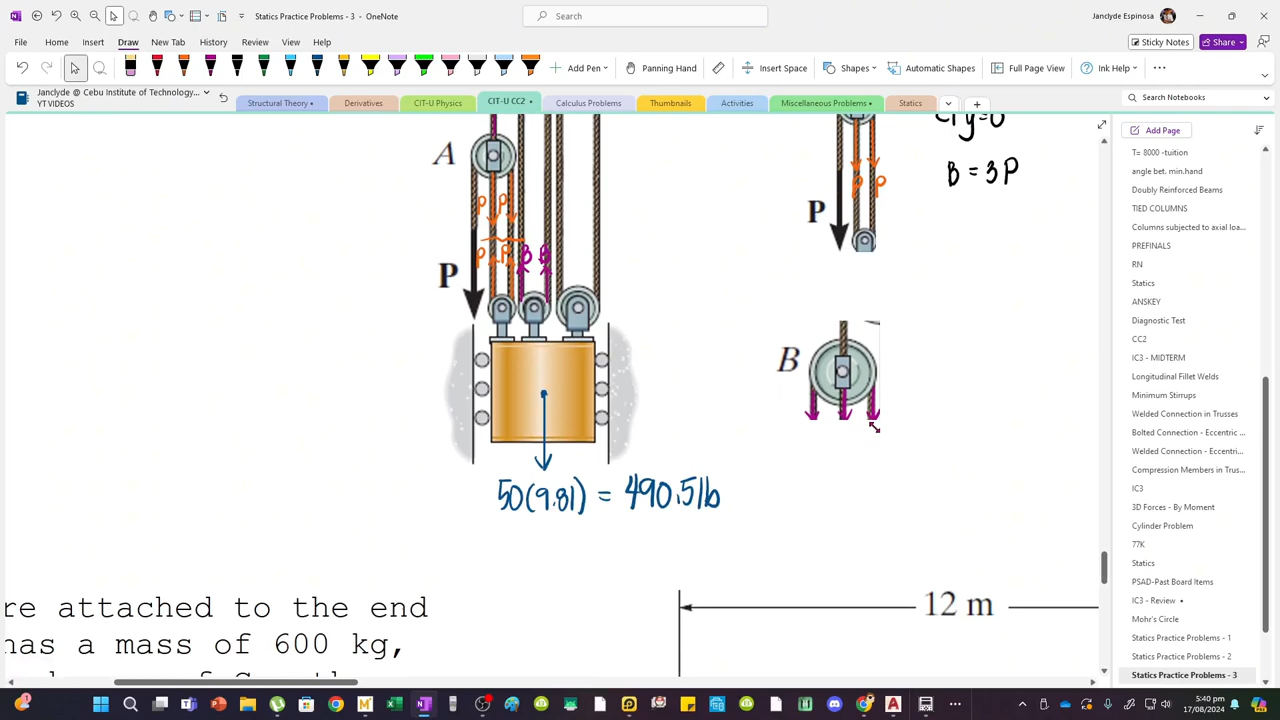 Statics Practice Problems - 3 - OneNote
Search
Janclyde Espinosa
File Home Insert Draw New Tab History Review View Help
Sticky Notes
Share
Add Pen
Panning Hand
Insert Space
Shapes
Automatic Shapes
Full Page View
Ink Help
Janclyde @ Cebu Institute of Technology...
YT VIDEOS
Structural Theory
Derivatives
CIT-U Physics
CIT-U CC2
Calculus Problems
Thumbnails
Activities
Miscellaneous Problems
Statics
Search Notebooks
Add Page
T= 8000 -tuition
angle bet. min.hand
Doubly Reinforced Beams
TIED COLUMNS
Columns subjected to axial loa...
PREFINALS
RN
Statics
ANSKEY
Diagnostic Test
CC2
IC3 - MIDTERM
Longitudinal Fillet Welds
Minimum Stirrups
Welded Connection in Trusses
Bolted Connection - Eccentric ...
Welded Connection - Eccentri...
Compression Members in Trus...
IC3
3D Forces - By Moment
Cylinder Problem
77K
Statics
PSAD-Past Board Items
IC3 - Review
Mohr's Circle
Statics Practice Problems - 1
Statics Practice Problems - 2
Statics Practice Problems - 3
A
P P
P P B B
P
50(9.81) = 490.5lb
B = 3P
P P
P
B
12 m
re attached to the end
has a mass of 600 kg,
5:40 pm
17/08/2024